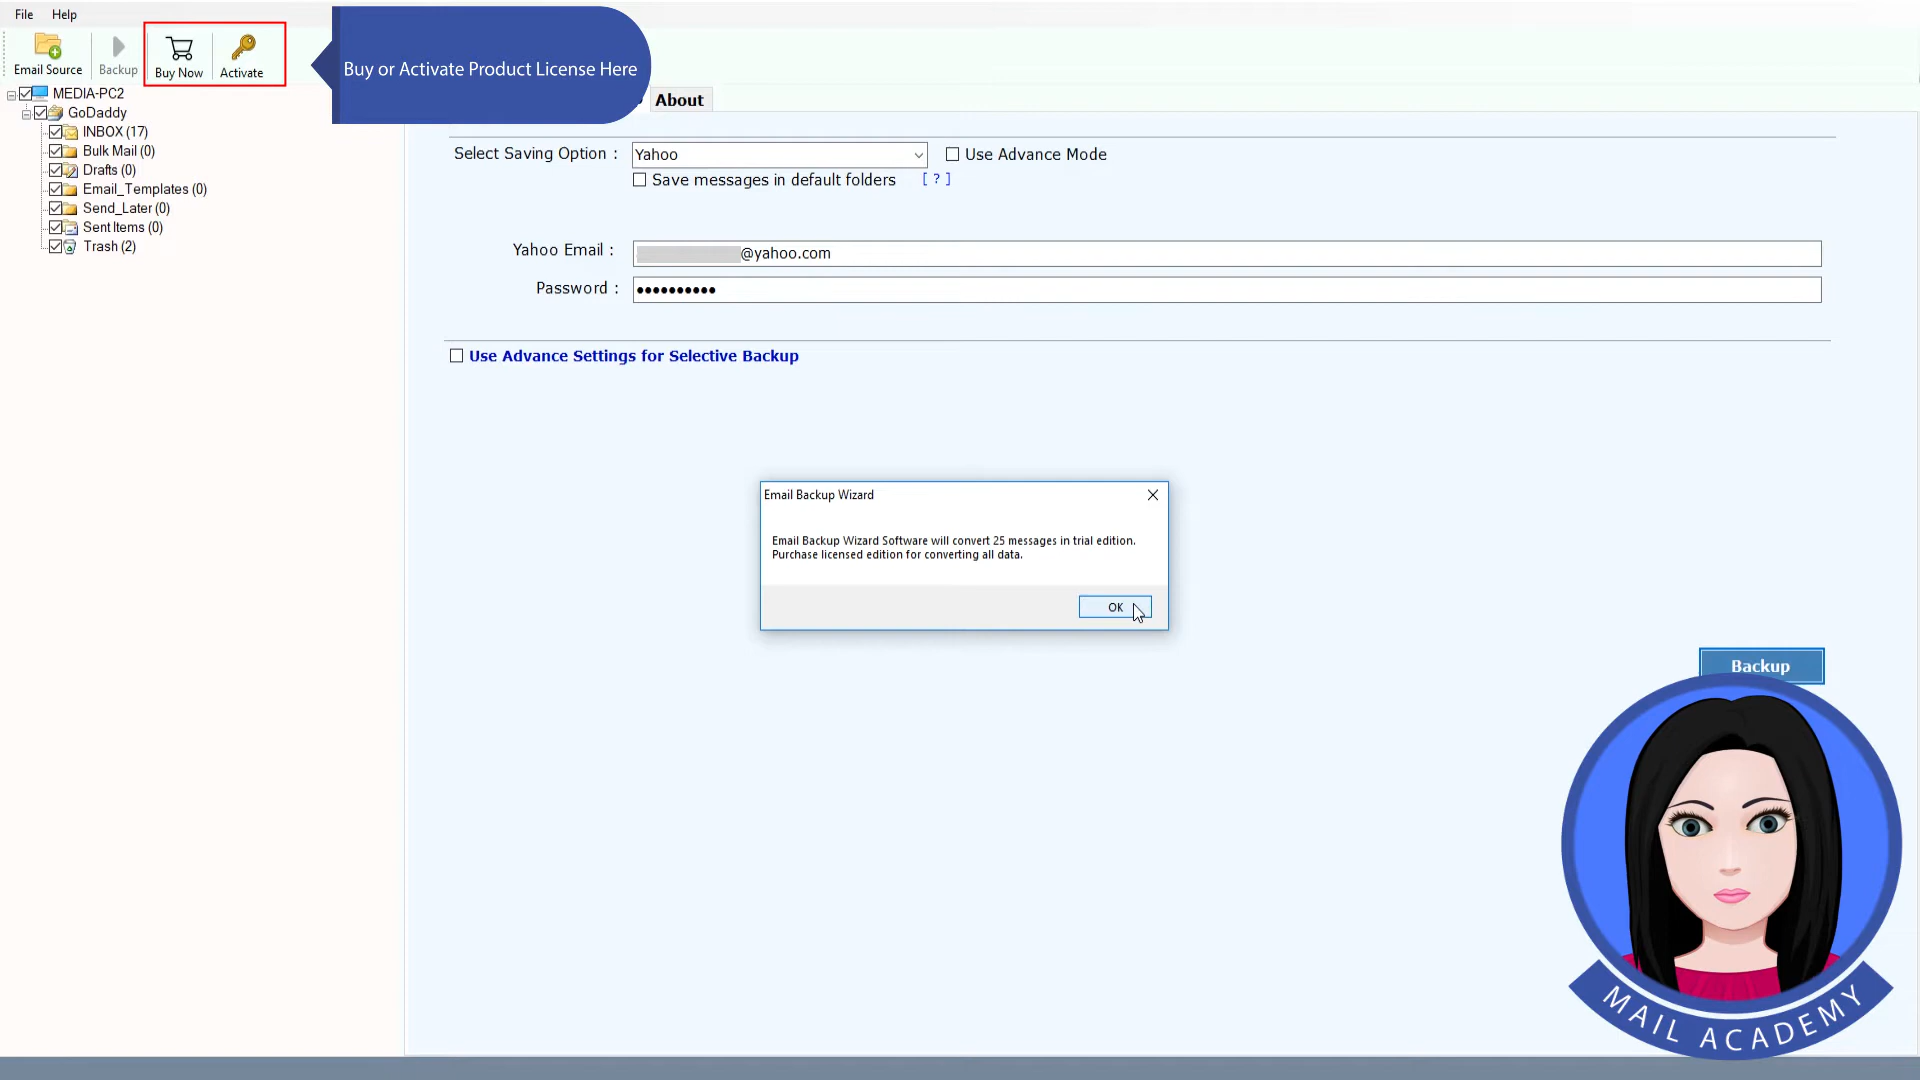 File Help
Email Source Backup Buy Now Activate
Buy or Activate Product License Here
About
MEDIA-PC2
GoDaddy
INBOX (17)
Bulk Mail (0)
Drafts (0)
Email_Templates (0)
Send_Later (0)
Sent Items (0)
Trash (2)
Select Saving Option : Yahoo Use Advance Mode
Save messages in default folders [ ? ]
Yahoo Email : @yahoo.com
Password : ●●●●●●●●●●
Use Advance Settings for Selective Backup
Email Backup Wizard
Email Backup Wizard Software will convert 25 messages in trial edition.
Purchase licensed edition for converting all data.
OK
Backup
MAIL ACADEMY